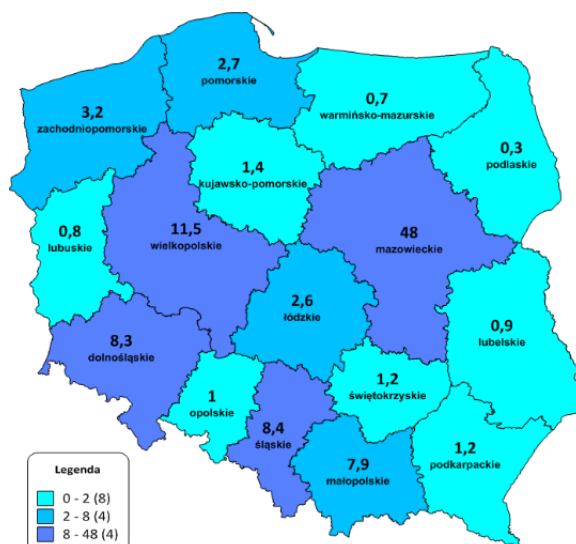 2,7
pomorskie
0,7
warmińsko-mazurskie
3,2
zachodniopomorskie
0,3
podlaskie
1,4
kujawsko-pomorskie
0,8
lubuskie
11,5
wielkopolskie
48
mazowieckie
2,6
łódzkie
0,9
lubelskie
8,3
dolnośląskie
1
opolskie
1,2
świętokrzyskie
8,4
śląskie
7,9
małopolskie
1,2
podkarpackie
Legenda
0 - 2 (8)
2 - 8 (4)
8 - 48 (4)